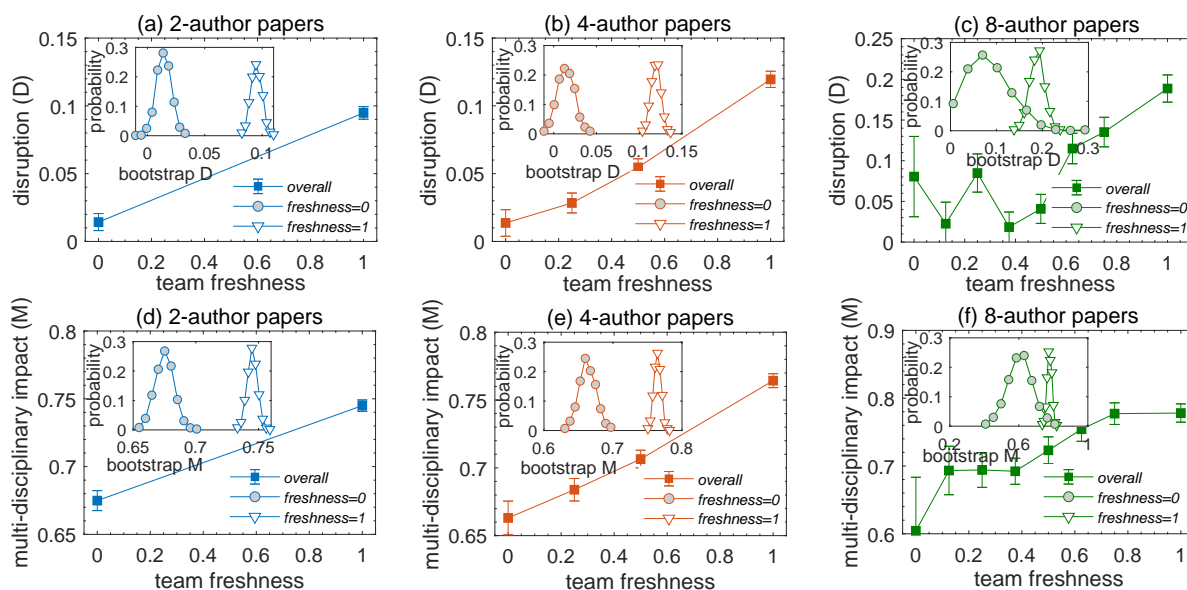 (a) 2-author papers
disruption (D)
0.15
0.1
0.05
0
0
0.2
0.4
0.6
0.8
1
team freshness
probability
0.3
0.2
0.1
0
0
0.05
0.1
bootstrap D
overall
freshness=0
freshness=1
(b) 4-author papers
disruption (D)
0.15
0.1
0.05
0
0
0.2
0.4
0.6
0.8
1
team freshness
probability
0.3
0.2
0.1
0
0
0.05
0.1
0.15
bootstrap D
overall
freshness=0
freshness=1
(c) 8-author papers
disruption (D)
0.25
0.20
0.15
0.1
0.05
0
0
0.2
0.4
0.6
0.8
1
team freshness
probability
0.3
0.2
0.1
0
0
0.1
0.2
0.3
bootstrap D
overall
freshness=0
freshness=1
(d) 2-author papers
multi-disciplinary impact (M)
0.8
0.75
0.7
0.65
0
0.2
0.4
0.6
0.8
1
team freshness
probability
0.3
0.2
0.1
0
0.65
0.7
0.75
bootstrap M
overall
freshness=0
freshness=1
(e) 4-author papers
multi-disciplinary impact (M)
0.8
0.75
0.7
0.65
0
0.2
0.4
0.6
0.8
1
team freshness
probability
0.3
0.2
0.1
0
0.6
0.7
0.8
bootstrap M
overall
freshness=0
freshness=1
(f) 8-author papers
multi-disciplinary impact (M)
0.9
0.8
0.7
0.6
0
0.2
0.4
0.6
0.8
1
team freshness
probability
0.3
0.2
0.1
0
0.2
0.6
1
bootstrap M
overall
freshness=0
freshness=1